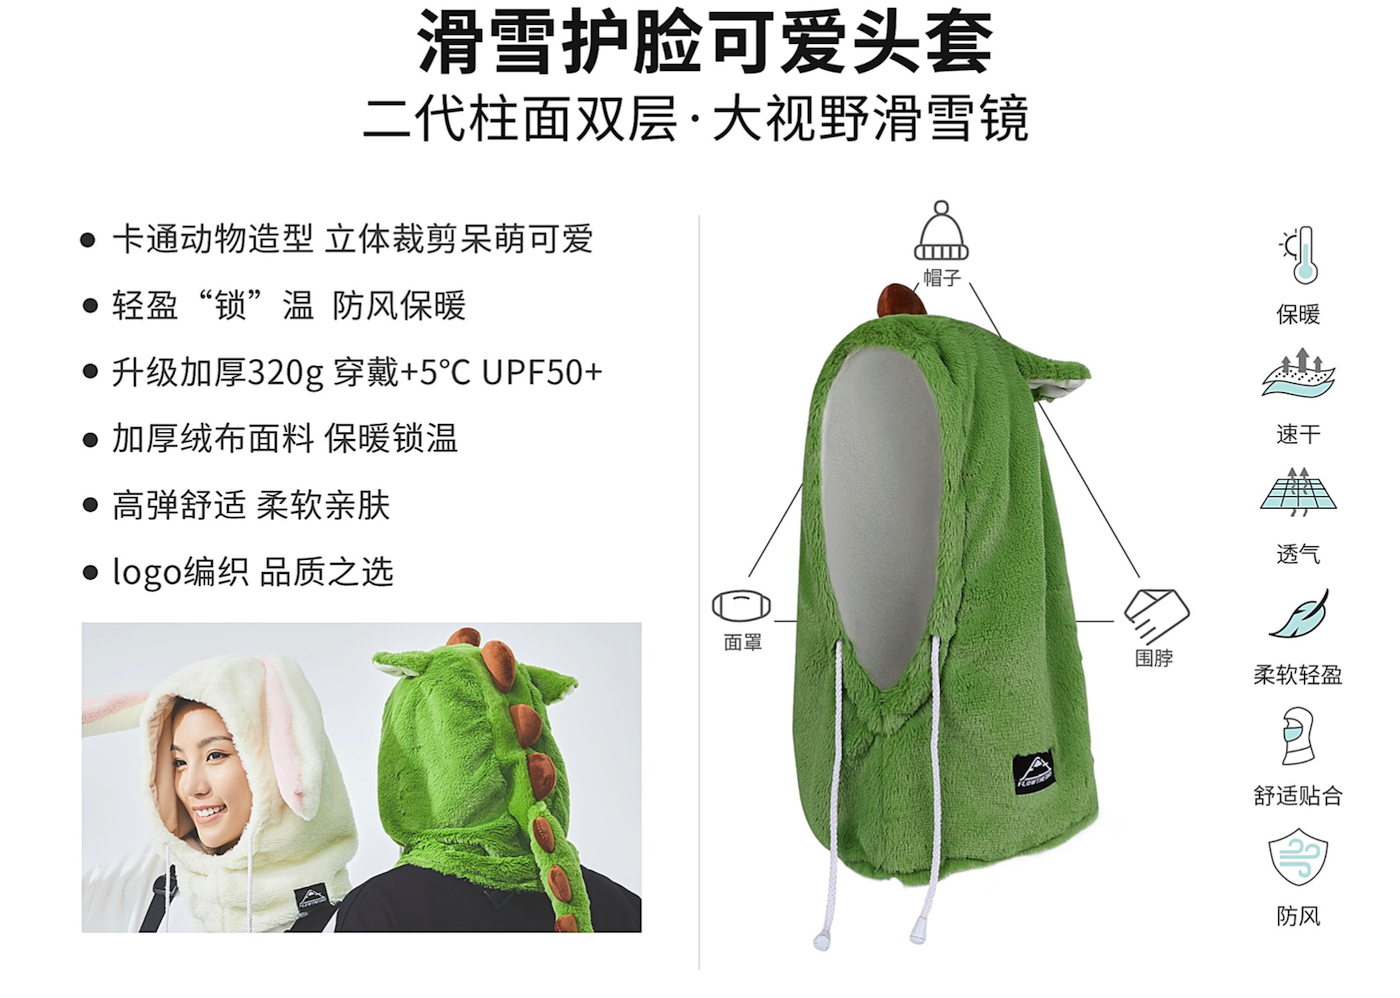 滑雪护脸可爱头套
二代柱面双层·大视野滑雪镜
卡通动物造型 立体裁剪呆萌可爱
轻盈“锁”温 防风保暖
升级加厚320g 穿戴+5℃ UPF50+
加厚绒布面料 保暖锁温
高弹舒适 柔软亲肤
logo编织 品质之选
帽子
面罩
围脖
保暖
速干
透气
柔软轻盈
舒适贴合
防风